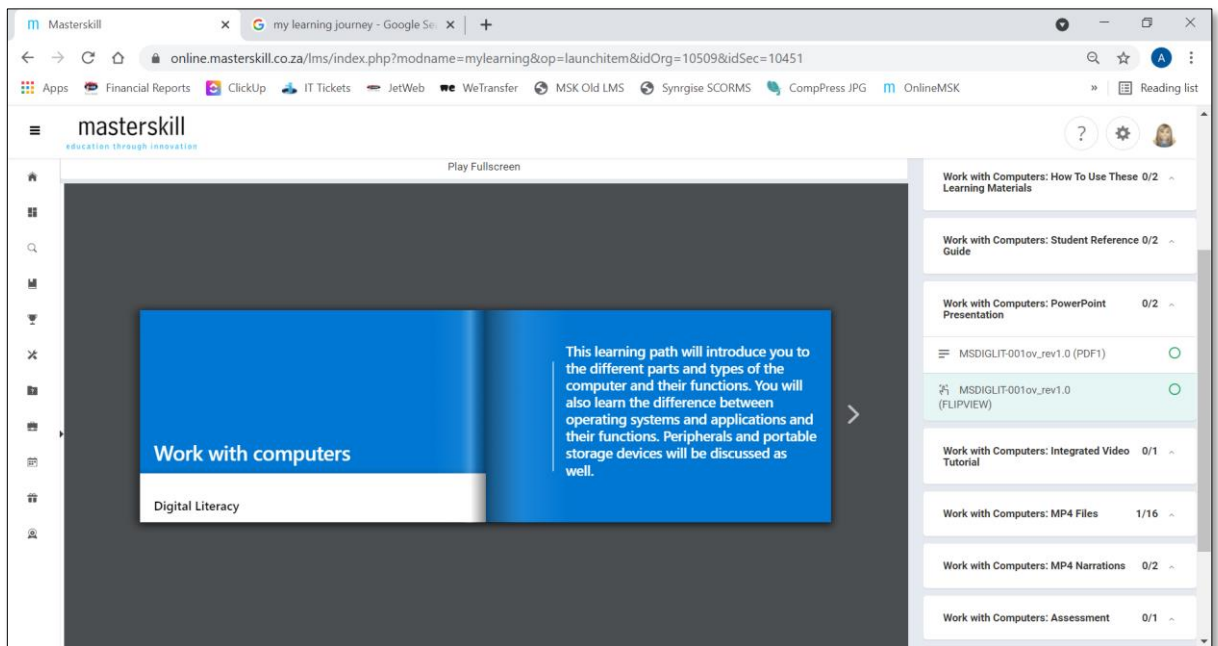 Masterskill
my learning journey - Google Se
online.masterskill.co.za/lms/index.php?modname=mylearning&op=launchitem&idOrg=10509&idSec=10451
A
Apps Financial Reports ClickUp IT Tickets JetWeb we WeTransfer MSK Old LMS Synrgise SCORMS CompPress JPG OnlineMSK » Reading list
masterskill
education through innovation
?
Play Fullscreen
Work with computers
Digital Literacy
This learning path will introduce you to
the different parts and types of the
computer and their functions. You will
also learn the difference between
operating systems and applications and
their functions. Peripherals and portable
storage devices will be discussed as
well.
Work with Computers: How To Use These 0/2
Learning Materials
Work with Computers: Student Reference 0/2
Guide
Work with Computers: PowerPoint 0/2
Presentation
MSDIGLIT-001ov_rev1.0 (PDF1)
MSDIGLIT-001ov_rev1.0
(FLIPVIEW)
Work with Computers: Integrated Video 0/1
Tutorial
Work with Computers: MP4 Files 1/16
Work with Computers: MP4 Narrations 0/2
Work with Computers: Assessment 0/1